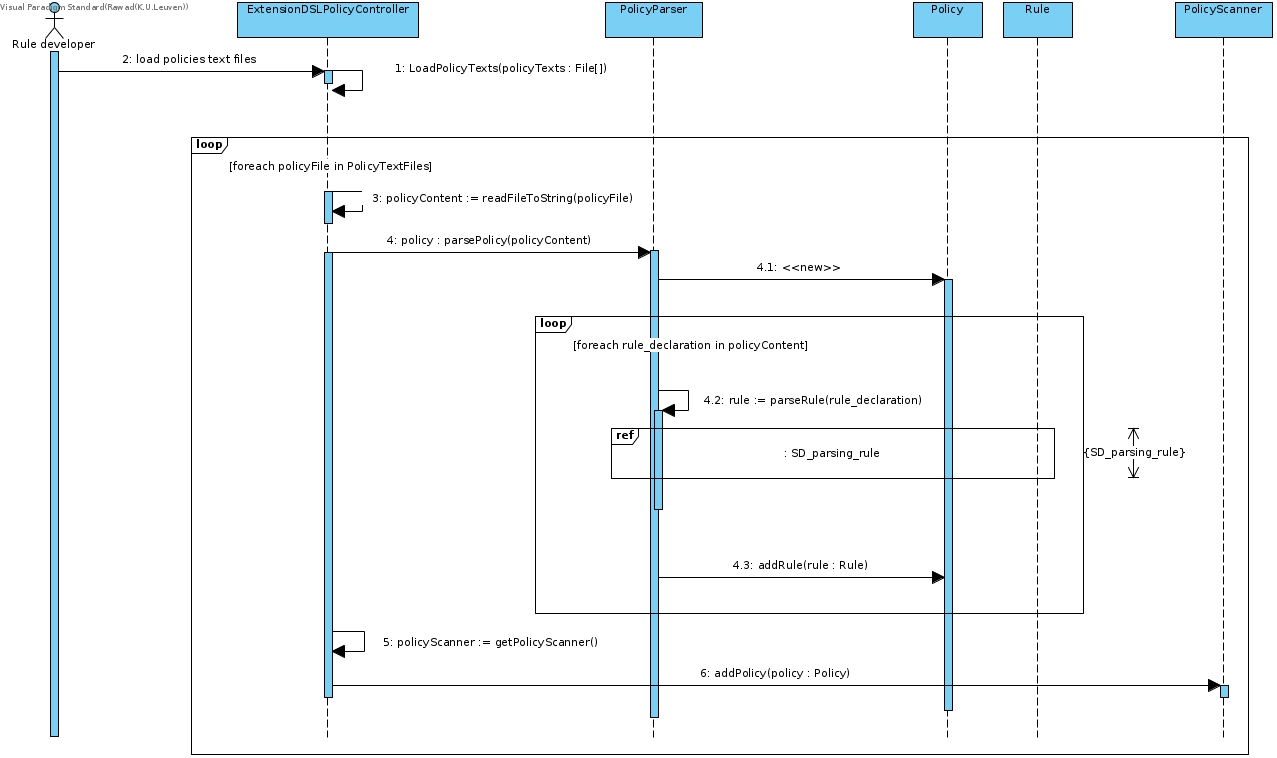 Visual Paradigm Standard(Rawad(K.U.Leuven))
ExtensionDSLPolicyController
PolicyParser
Policy
Rule
PolicyScanner
Rule developer
2: load policies text files
1: LoadPolicyTexts(policyTexts : File[])
loop
[foreach policyFile in PolicyTextFiles]
3: policyContent := readFileToString(policyFile)
4: policy : parsePolicy(policyContent)
4.1: <<new>>
loop
[foreach rule_declaration in policyContent]
4.2: rule := parseRule(rule_declaration)
ref
: SD_parsing_rule
{SD_parsing_rule}
4.3: addRule(rule : Rule)
5: policyScanner := getPolicyScanner()
6: addPolicy(policy : Policy)